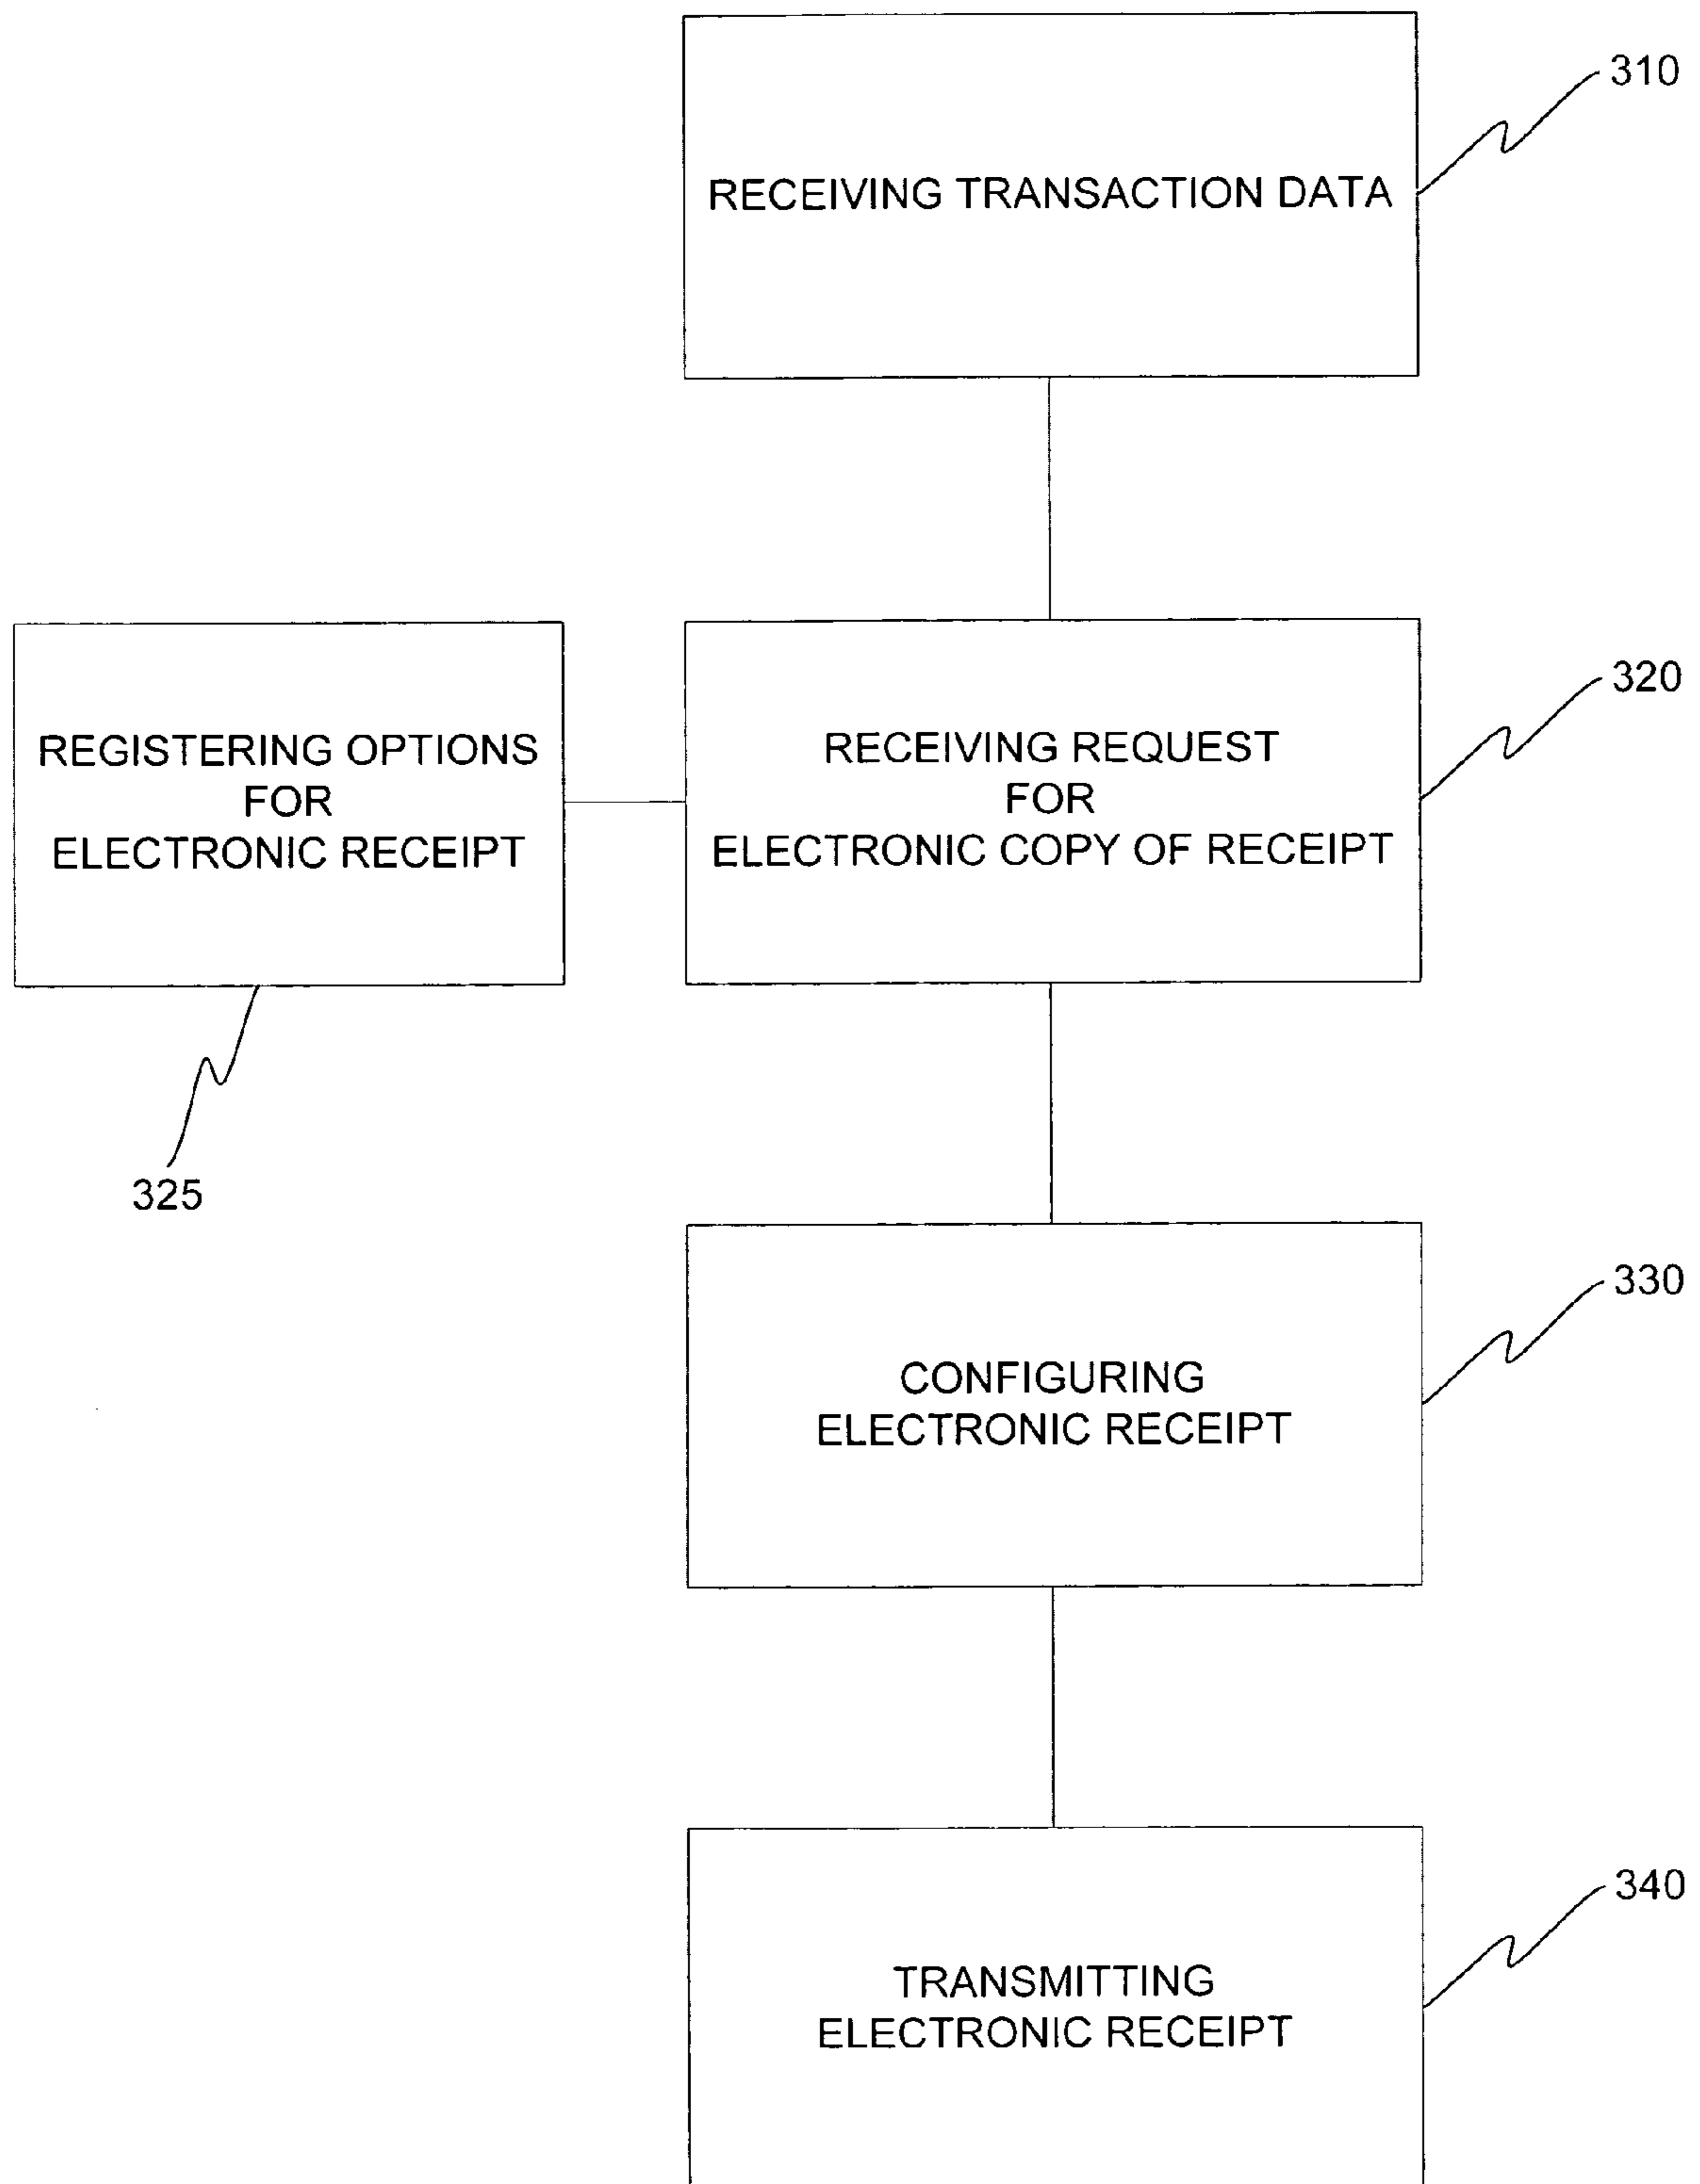 RECEIVING TRANSACTION DATA
310
REGISTERING OPTIONS
FOR
ELECTRONIC RECEIPT
325
RECEIVING REQUEST
FOR
ELECTRONIC COPY OF RECEIPT
320
CONFIGURING
ELECTRONIC RECEIPT
330
TRANSMITTING
ELECTRONIC RECEIPT
340